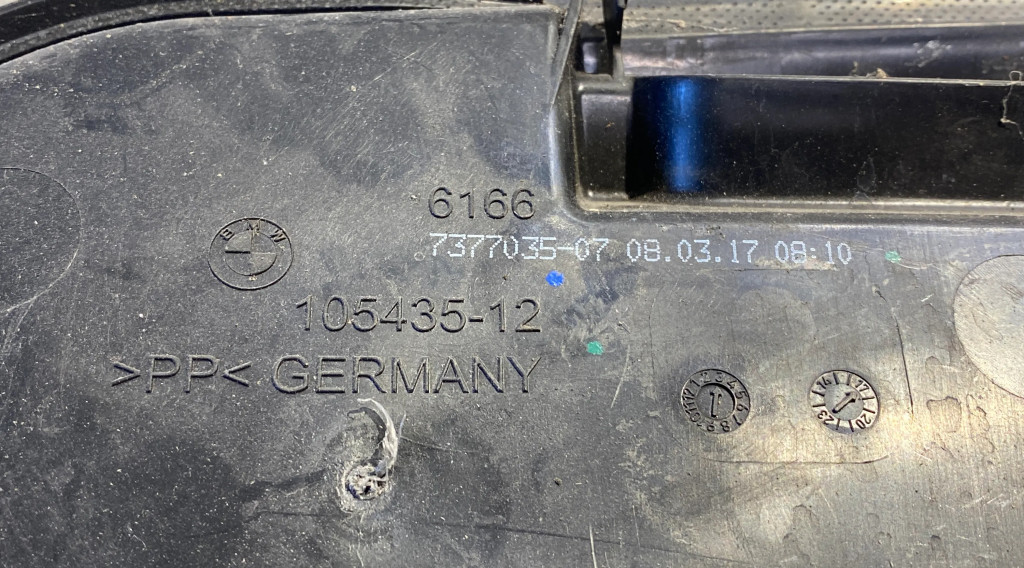 6166
BMW
7377035-07 08.03.17 08:10
105435-12
>PP< GERMANY